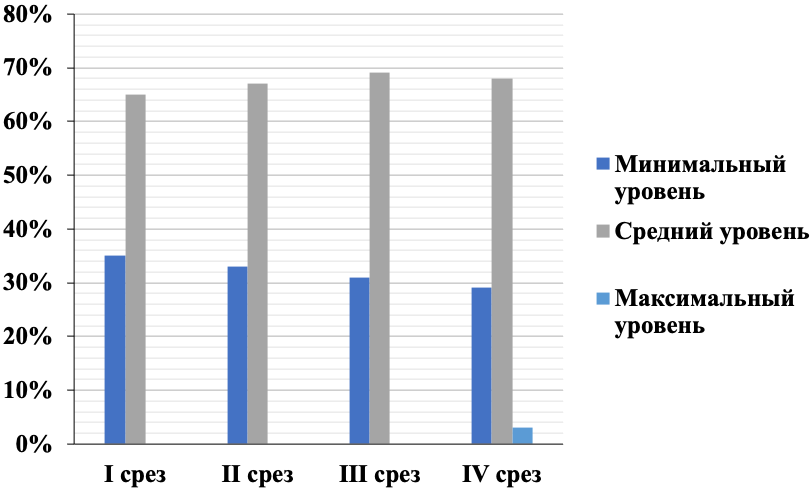 80%
70%
60%
50%
40%
30%
20%
10%
0%
I срез
II срез
III срез
IV срез
Минимальный
уровень
Средний уровень
Максимальный
уровень